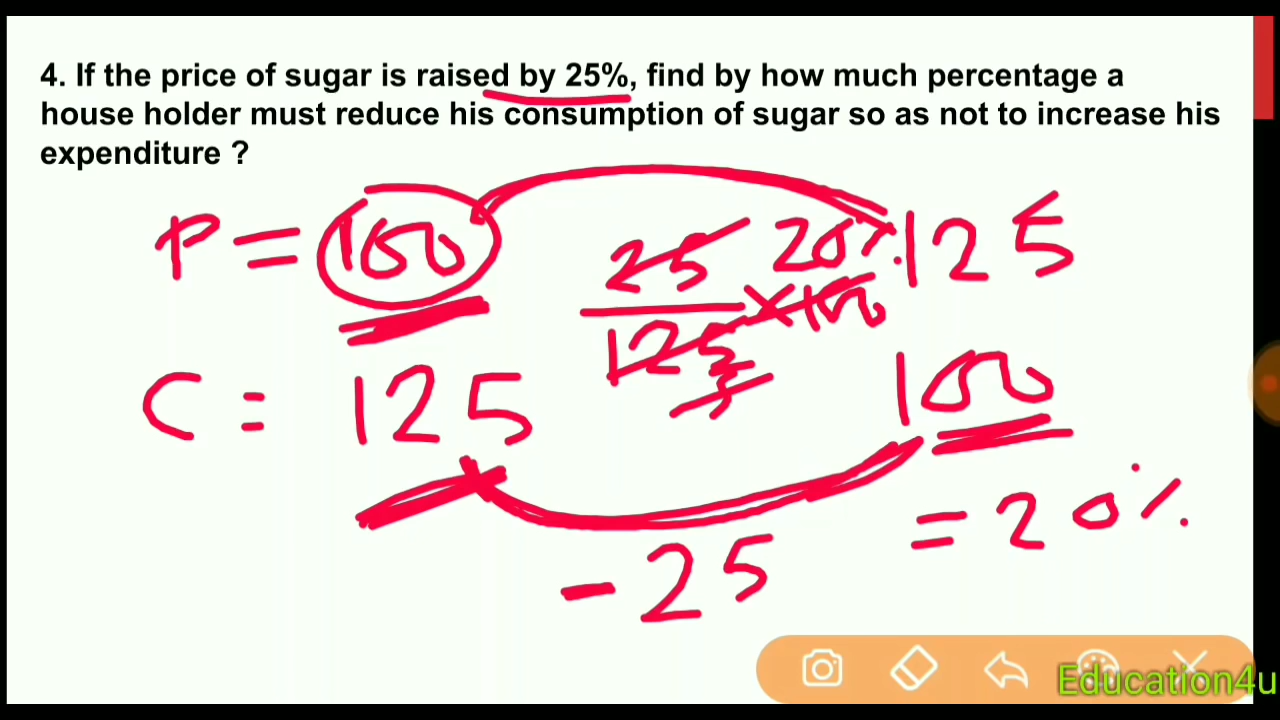 4. If the price of sugar is raised by 25%, find by how much percentage a
house holder must reduce his consumption of sugar so as not to increase his
expenditure ?
P = 100 125
25
20%
125 × 100
5
C = 125 100
= 20%
- 25
Education4u